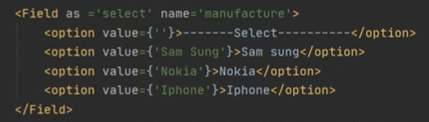 <Field as ='select' name='manufacture'>
<option value={''}>-------Select----------</option>
<option value={'Sam Sung'}>Sam sung</option>
<option value={'Nokia'}>Nokia</option>
<option value={'Iphone'}>Iphone</option>
</Field>